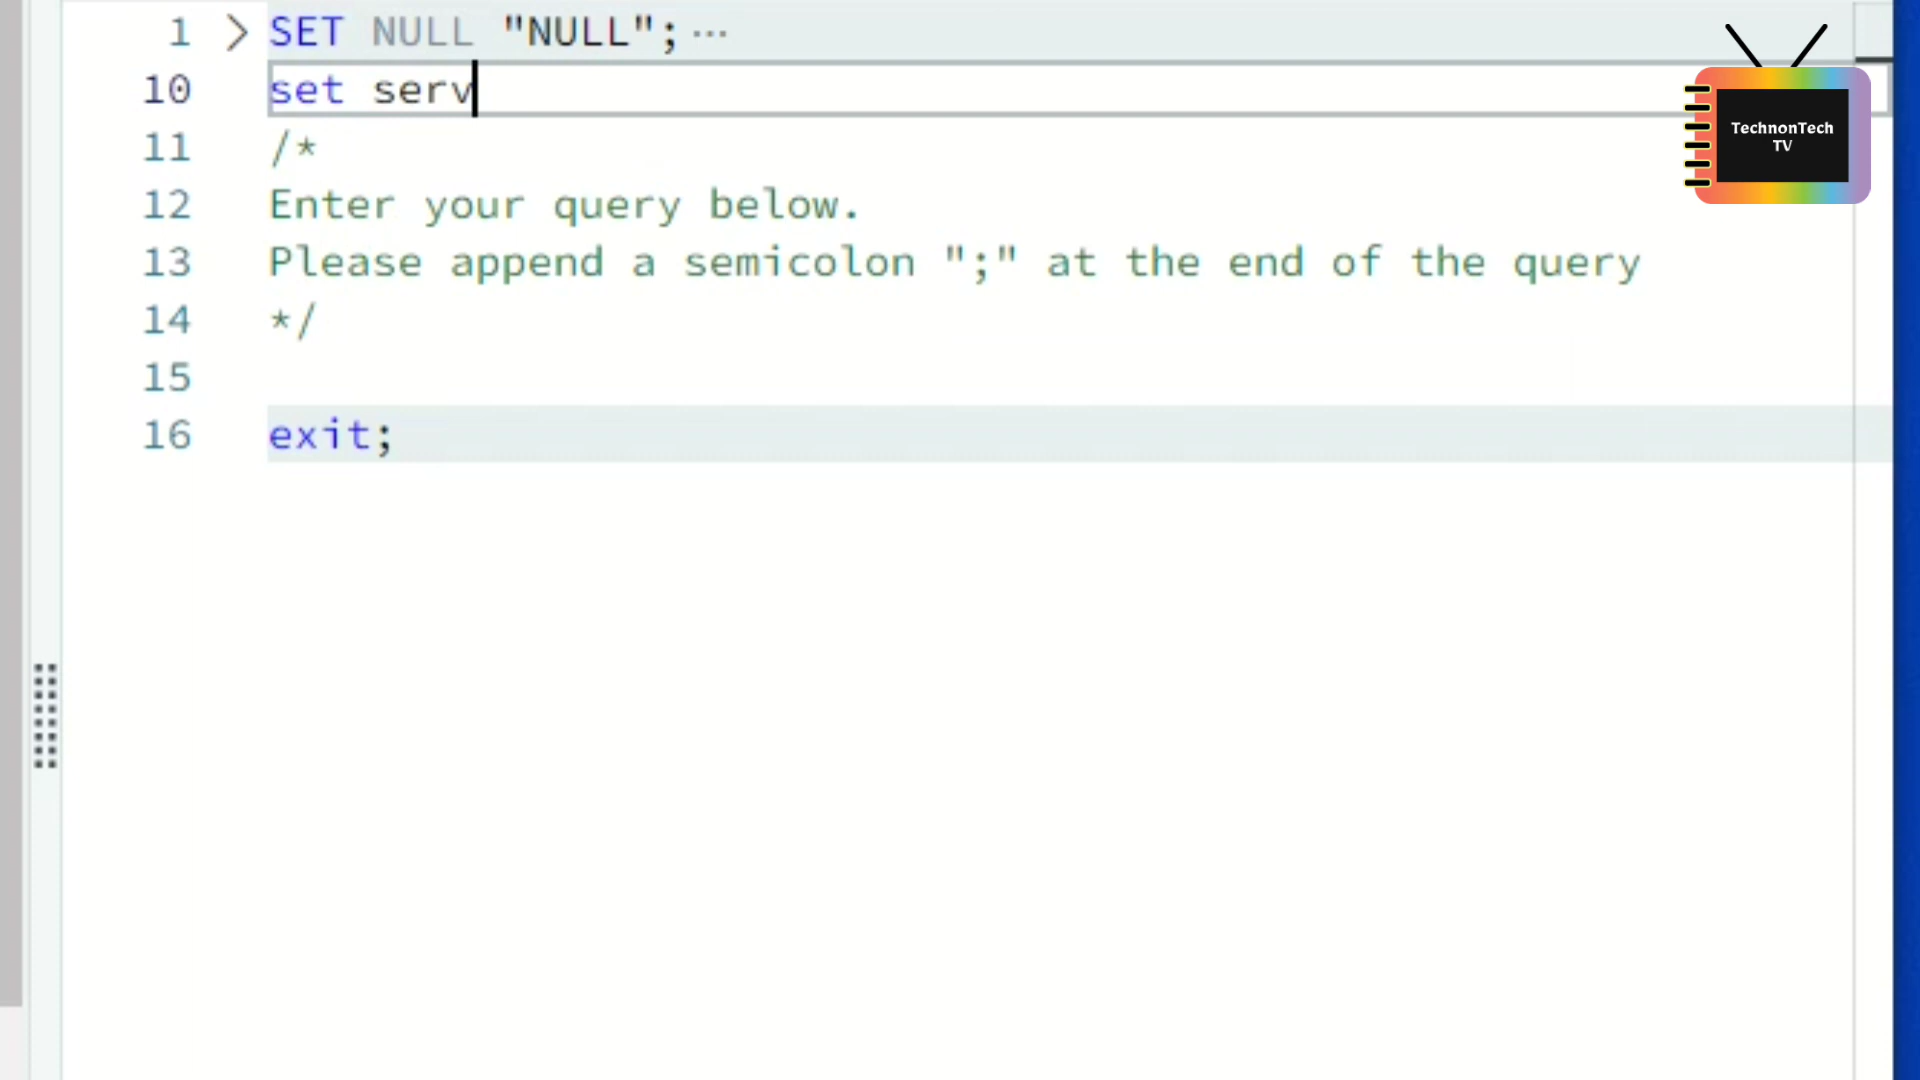 1 > SET NULL "NULL"; ···
10 set serv
11 /*
12 Enter your query below.
13 Please append a semicolon ";" at the end of the query
14 */
15
16 exit;
TechnonTech
TV